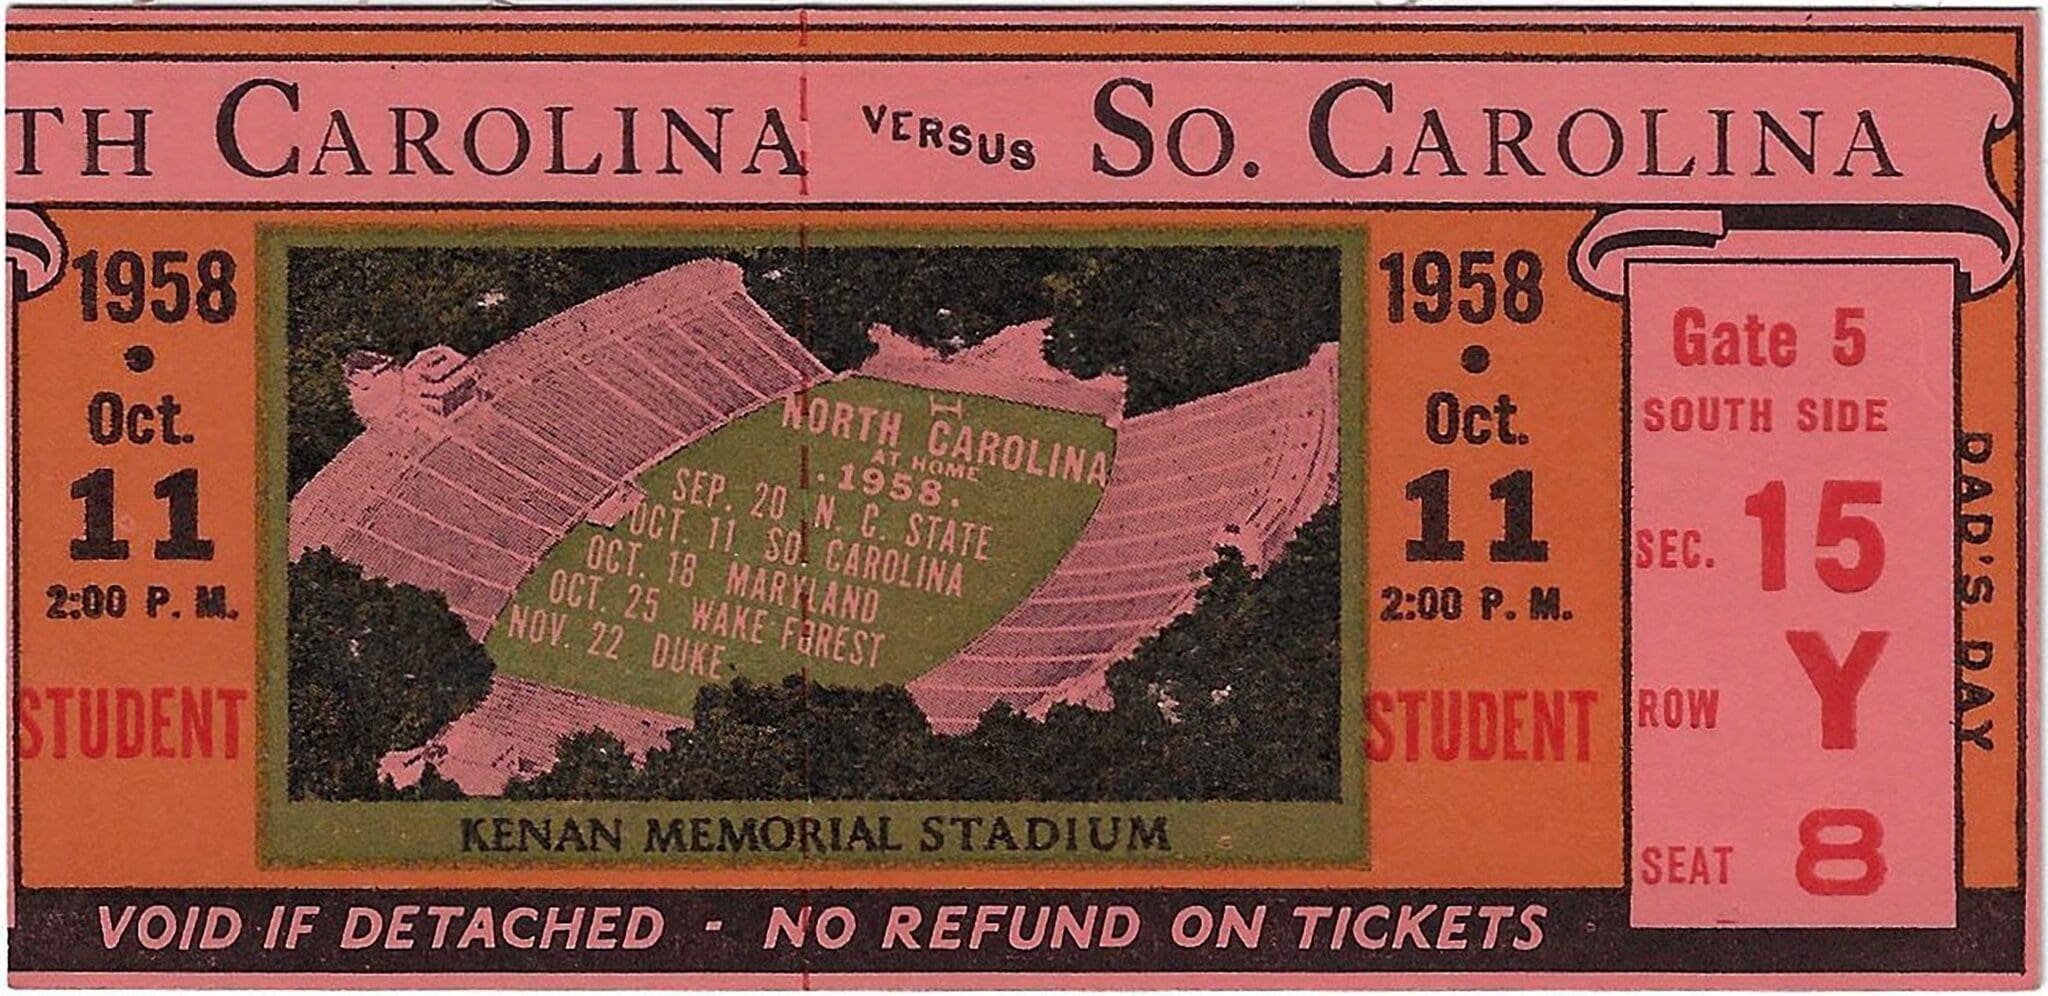 TH CAROLINA VERSUS SO. CAROLINA
1958
Oct.
11
2:00 P. M.
STUDENT
NORTH CAROLINA
AT HOME
. 1958 .
SEP. 20 N. C. STATE
OCT. 11 SO. CAROLINA
OCT. 18 MARYLAND
OCT. 25 WAKE FOREST
NOV. 22 DUKE
KENAN MEMORIAL STADIUM
1958
Oct.
11
2:00 P. M.
STUDENT
Gate 5
SOUTH SIDE
SEC. 15
ROW Y
SEAT 8
DAD'S DAY
VOID IF DETACHED - NO REFUND ON TICKETS